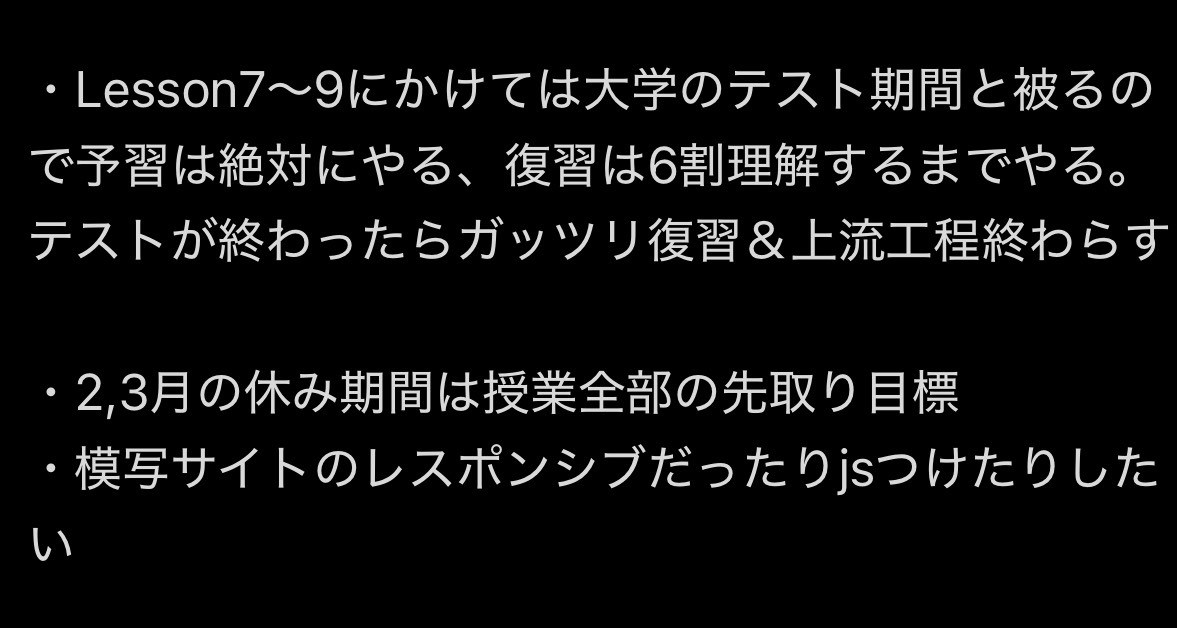 ・Lesson7〜9にかけては大学のテスト期間と被るの
で予習は絶対にやる、復習は6割理解するまでやる。
テストが終わったらガッツリ復習＆上流工程終わらす
・2,3月の休み期間は授業全部の先取り目標
・模写サイトのレスポンシブだったりjsつけたりした
い